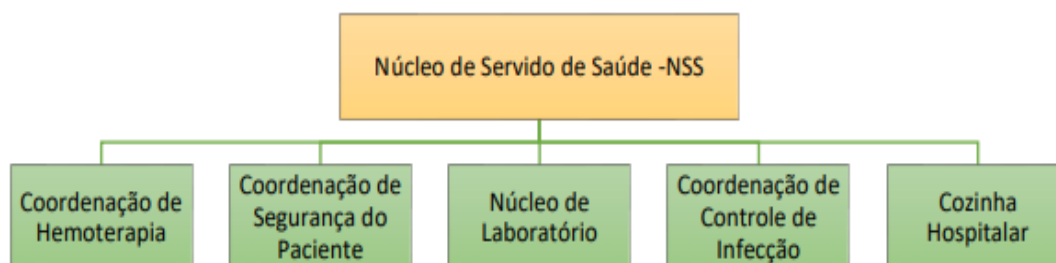 Núcleo de Servido de Saúde -NSS
Coordenação de
Hemoterapia
Coordenação de
Segurança do
Paciente
Núcleo de
Laboratório
Coordenação de
Controle de
Infecção
Cozinha
Hospitalar